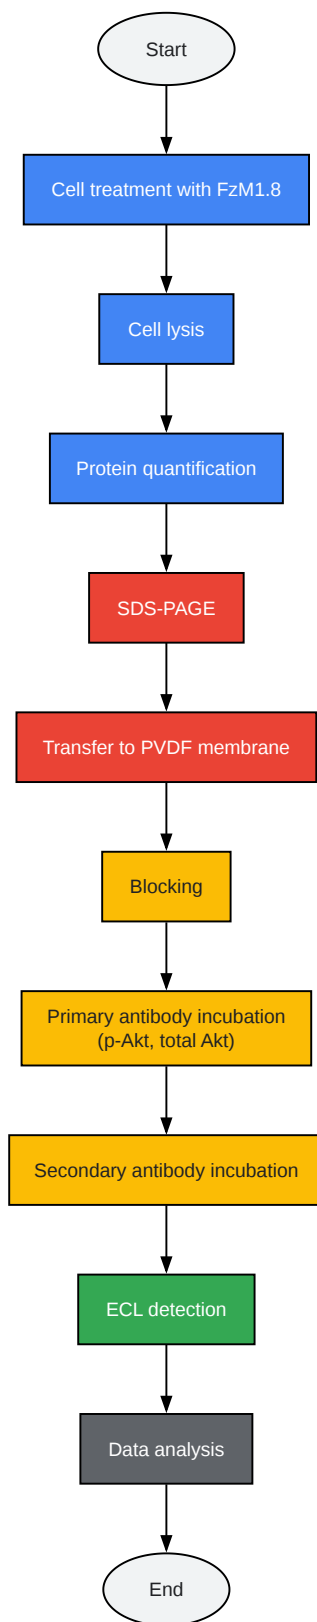 Start
Cell treatment with FzM1.8
Cell lysis
Protein quantification
SDS-PAGE
Transfer to PVDF membrane
Blocking
Primary antibody incubation
(p-Akt, total Akt)
Secondary antibody incubation
ECL detection
Data analysis
End